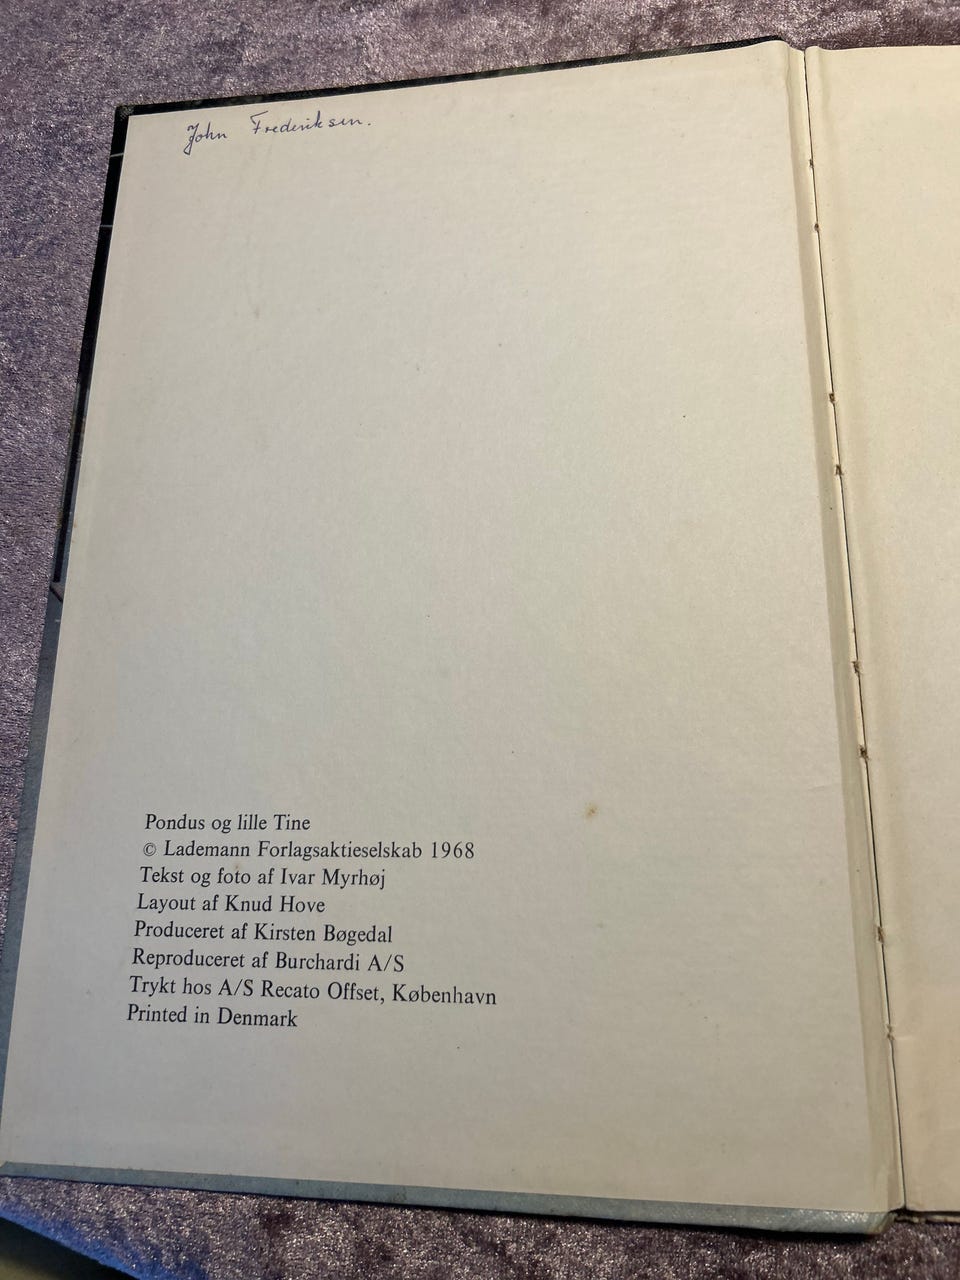 John Frederiksen.
Pondus og lille Tine
© Lademann Forlagsaktieselskab 1968
Tekst og foto af Ivar Myrhøj
Layout af Knud Hove
Produceret af Kirsten Bøgedal
Reproduceret af Burchardi A/S
Trykt hos A/S Recato Offset, København
Printed in Denmark